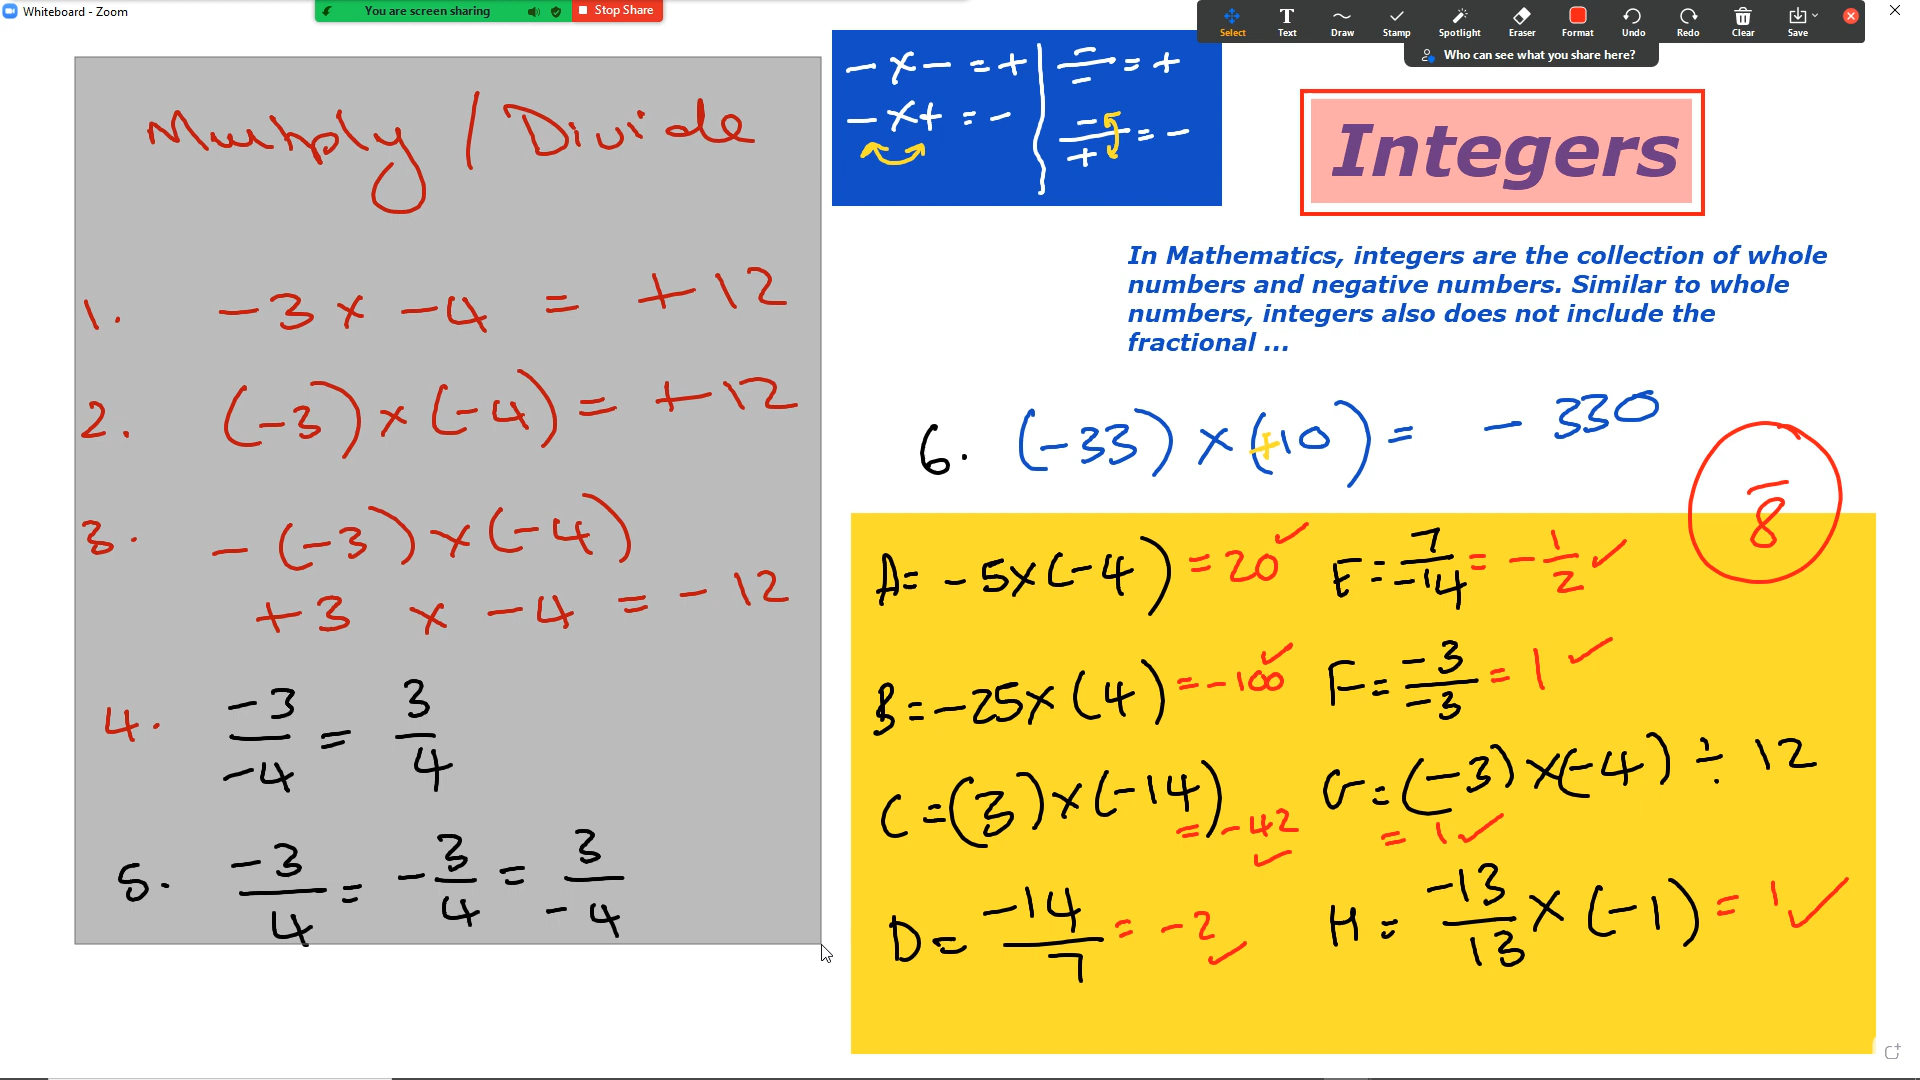 Whiteboard - Zoom
You are screen sharing
Stop Share
Select
Text
Draw
Stamp
Spotlight
Eraser
Format
Undo
Redo
Clear
Save
Who can see what you share here?
Multiply / Divide
1. -3 x -4 = +12
2. (-3) x (-4) = +12
3. -(-3) x (-4)
+3 x -4 = -12
4. -3/-4 = 3/4
5. -3/4 = -3/4 = 3/-4
- x - = +
- x + = -
-/- = +
-/+ = -
Integers
In Mathematics, integers are the collection of whole
numbers and negative numbers. Similar to whole
numbers, integers also does not include the
fractional ...
6. (-33) x (+10) = -330
8
A = -5 x (-4) = 20 ✓
B = -25 x (4) = -100 ✓
C = (3) x (-14)
= -42 ✓
D = -14/7 = -2 ✓
E = 7/-14 = -1/2 ✓
F = -3/-3 = 1 ✓
G = (-3) x (-4) ÷ 12
= 1 ✓
H = -13/13 x (-1) = 1 ✓